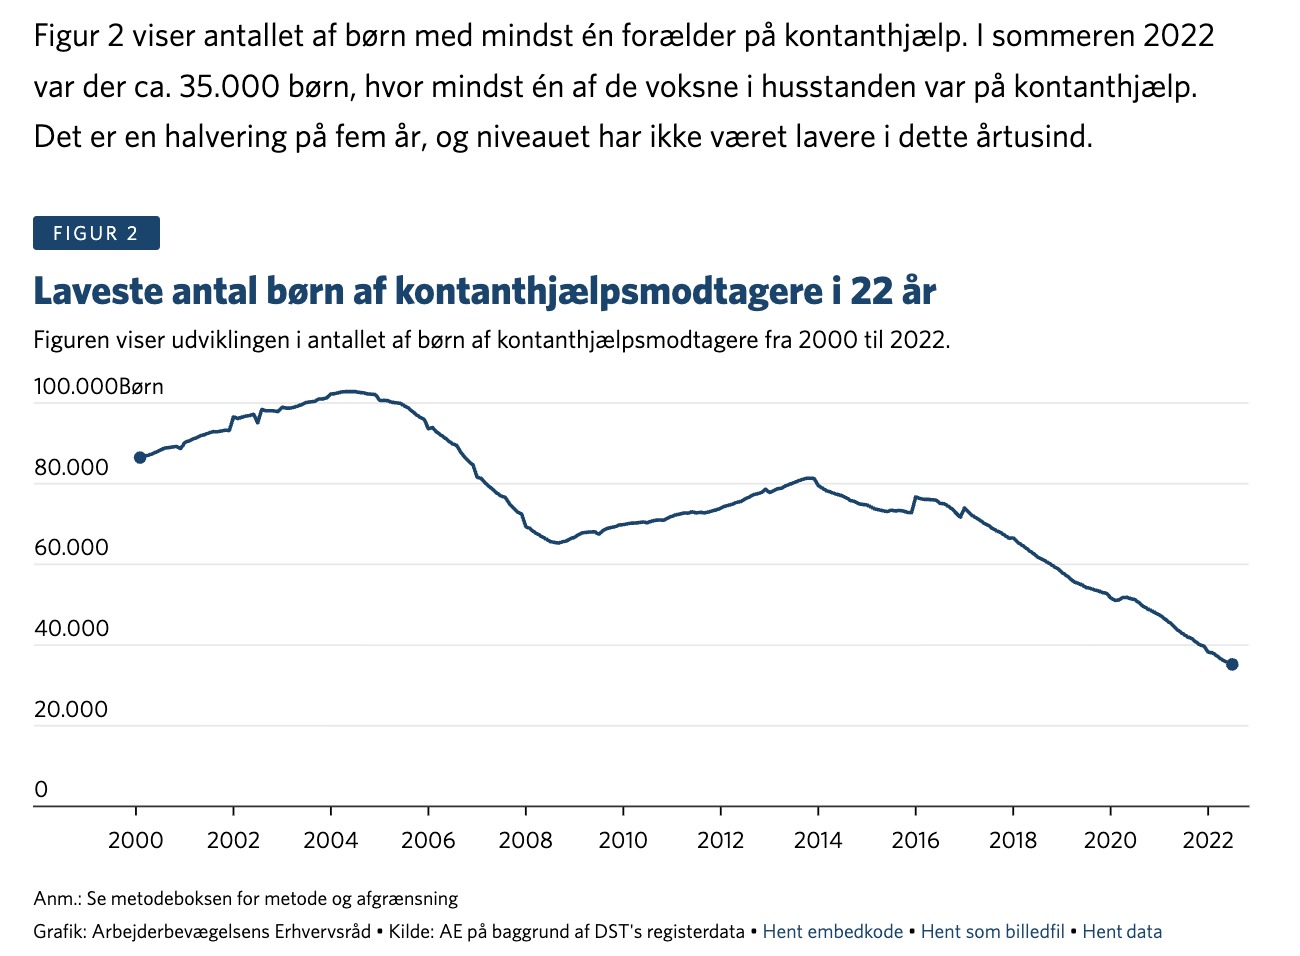 Figur 2 viser antallet af børn med mindst én forælder på kontanthjælp. I sommeren 2022
var der ca. 35.000 børn, hvor mindst én af de voksne i husstanden var på kontanthjælp.
Det er en halvering på fem år, og niveauet har ikke været lavere i dette årtusind.
FIGUR 2
Laveste antal børn af kontanthjælpsmodtagere i 22 år
Figuren viser udviklingen i antallet af børn af kontanthjælpsmodtagere fra 2000 til 2022.
100.000Børn
80.000
60.000
40.000
20.000
0
2000 2002 2004 2006 2008 2010 2012 2014 2016 2018 2020 2022
Anm.: Se metodeboksen for metode og afgrænsning
Grafik: Arbejderbevægelsens Erhvervsråd • Kilde: AE på baggrund af DST's registerdata • Hent embedkode • Hent som billedfil • Hent data